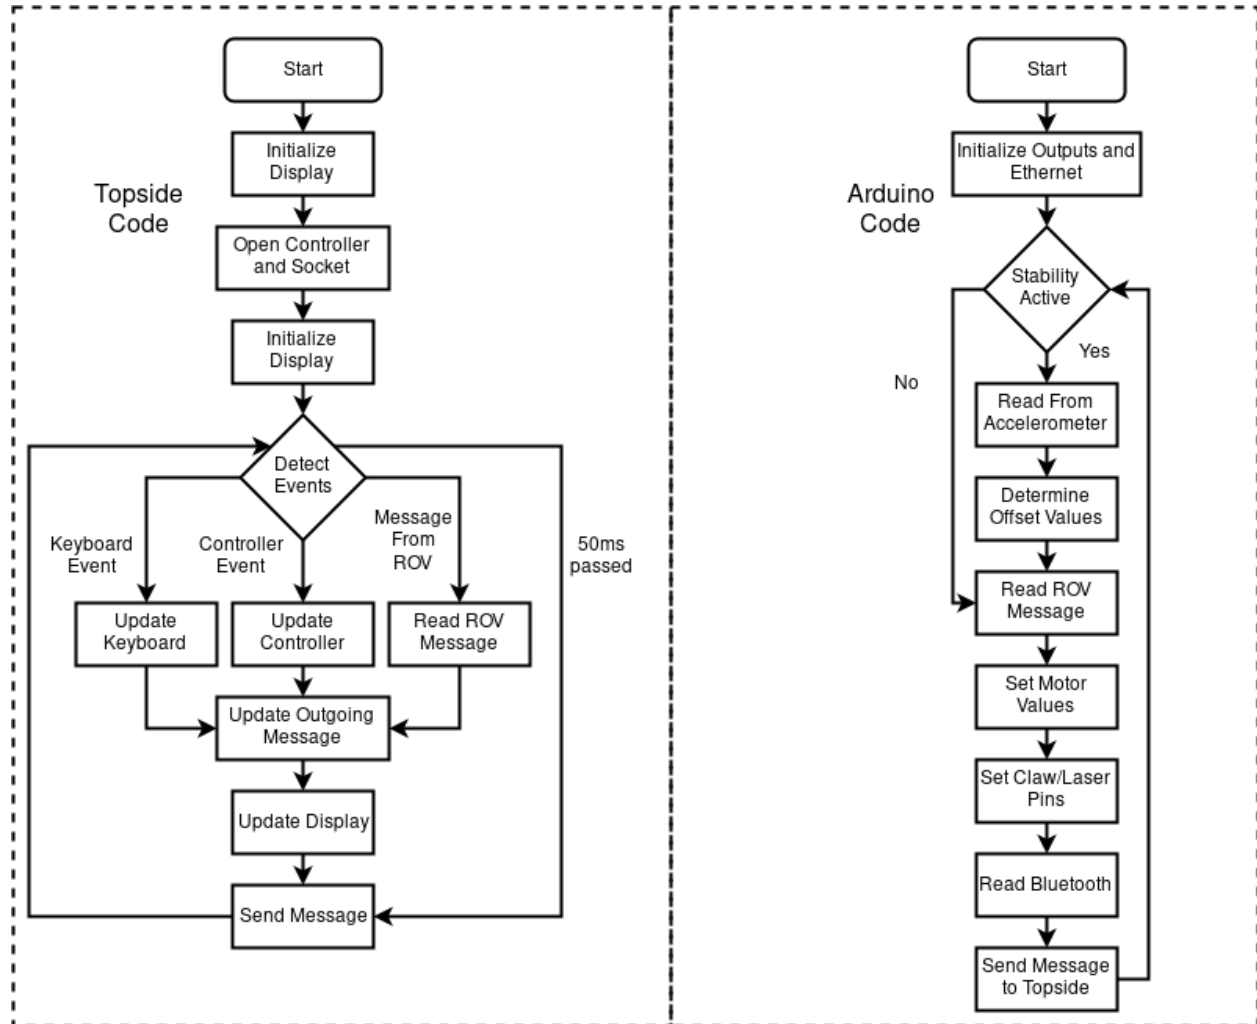 Start
Initialize
Display
Topside
Code
Open Controller
and Socket
Initialize
Display
Detect
Events
Keyboard
Event
Controller
Event
Message
From
ROV
50ms
passed
Update
Keyboard
Update
Controller
Read ROV
Message
Update Outgoing
Message
Update Display
Send Message
Start
Initialize Outputs and
Ethernet
Arduino
Code
Stability
Active
Yes
No
Read From
Accelerometer
Determine
Offset Values
Read ROV
Message
Set Motor
Values
Set Claw/Laser
Pins
Read Bluetooth
Send Message
to Topside